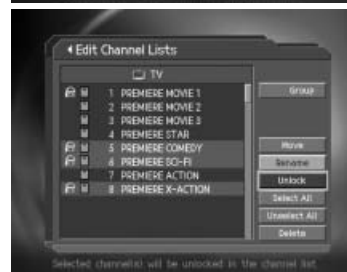 Edit Channel Lists
TV
1 PREMIERE MOVIE 1
2 PREMIERE MOVIE 2
3 PREMIERE MOVIE 3
4 PREMIERE STAR
5 PREMIERE COMEDY
6 PREMIERE SCI-FI
7 PREMIERE ACTION
8 PREMIERE X-ACTION
Group
Move
Rename
Unlock
Select All
Unselect All
Delete
Selected channel(s) will be unlocked in the channel list